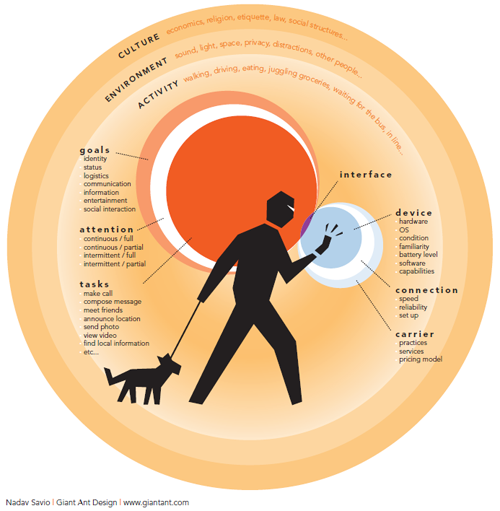 CULTURE economics, religion, etiquette, law, social structures...
ENVIRONMENT sound, light, space, privacy, distractions, other people...
ACTIVITY walking, driving, eating, juggling groceries, waiting for the bus, in line...
goals
identity
status
logistics
communication
information
entertainment
social interaction
attention
continuous / full
continuous / partial
intermittent / full
intermittent / partial
tasks
make call
compose message
meet friends
announce location
send photo
view video
find local information
etc...
interface
device
hardware
OS
condition
familiarity
battery level
software
capabilities
connection
speed
reliability
set up
carrier
practices
services
pricing model
Nadav Savio | Giant Ant Design | www.giantant.com